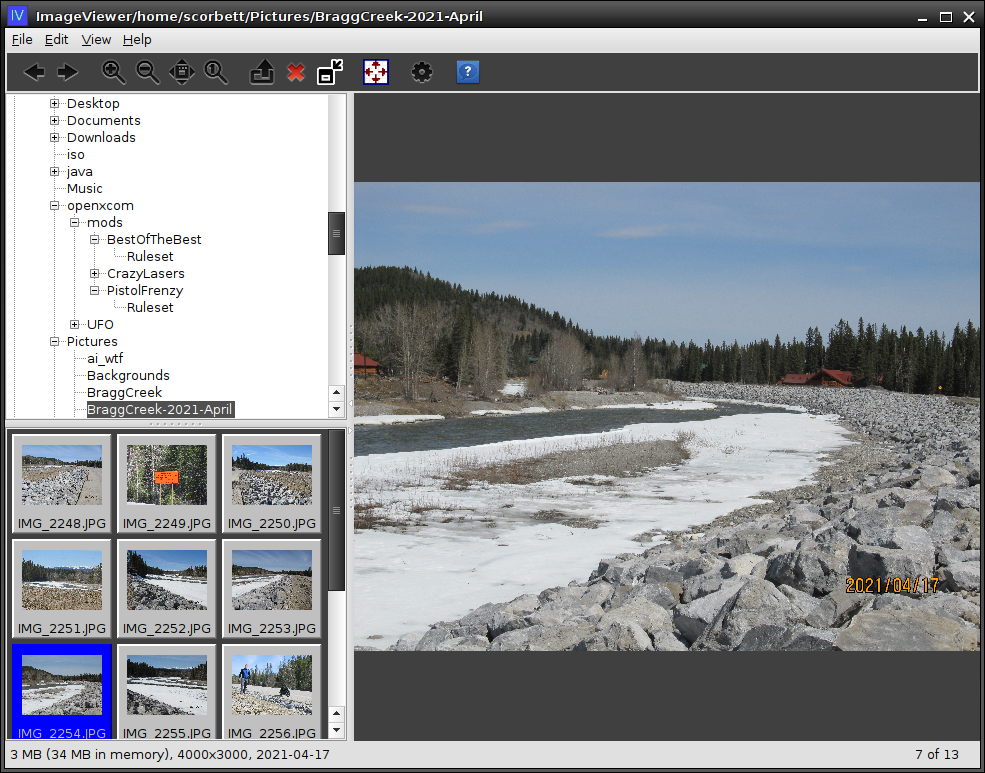 IV ImageViewer/home/scorbett/Pictures/BraggCreek-2021-April
File Edit View Help
1 ?
Desktop
Documents
Downloads
iso
java
Music
openxcom
mods
BestOfTheBest
Ruleset
CrazyLasers
PistolFrenzy
Ruleset
UFO
Pictures
ai_wtf
Backgrounds
BraggCreek
BraggCreek-2021-April
IMG_2248.JPG IMG_2249.JPG IMG_2250.JPG
IMG_2251.JPG IMG_2252.JPG IMG_2253.JPG
IMG_2254.JPG IMG_2255.JPG IMG_2256.JPG
2021/04/17
3 MB (34 MB in memory), 4000x3000, 2021-04-17 7 of 13